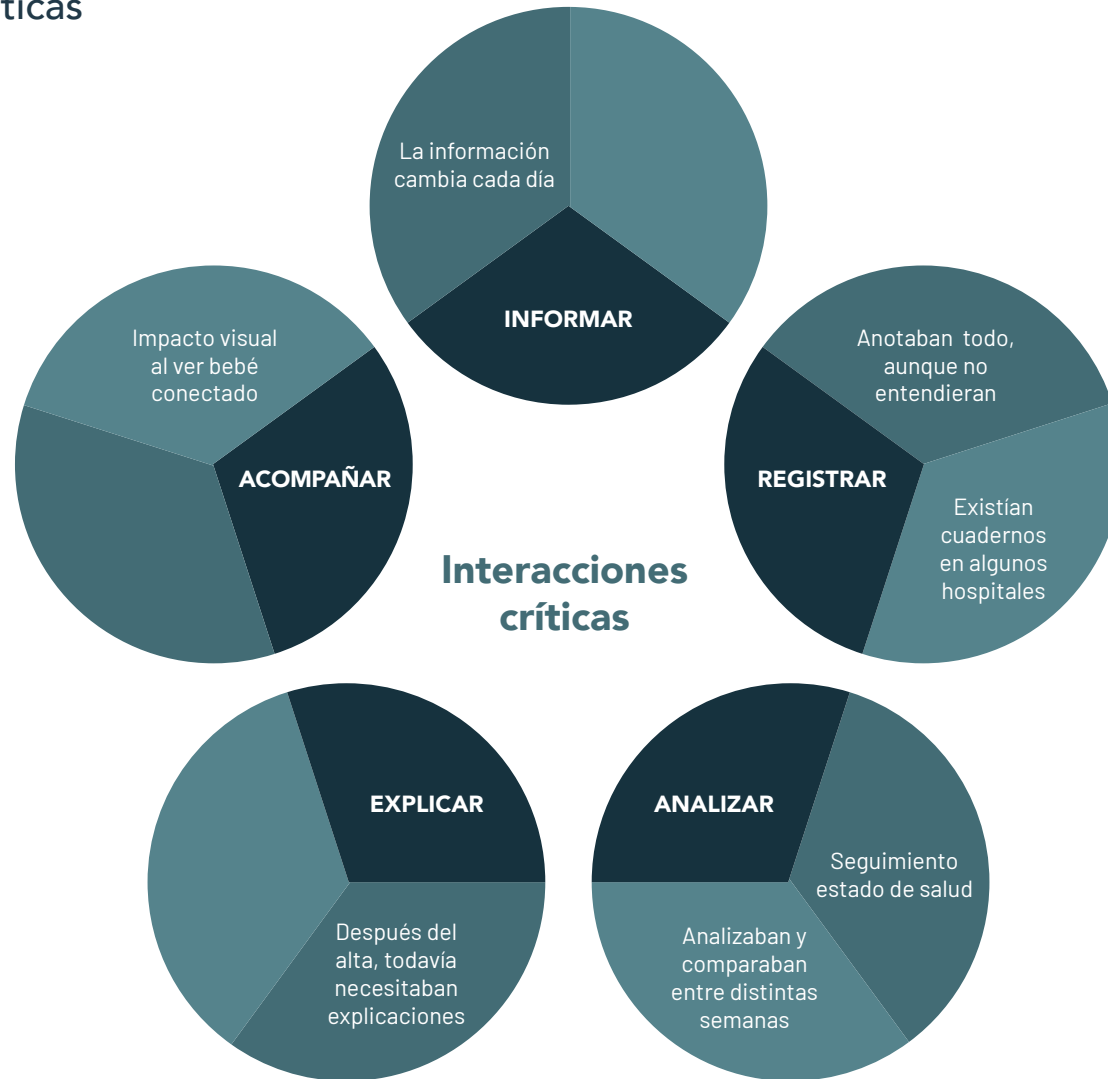 ticas
La información
cambia cada día
INFORMAR
Impacto visual
al ver bebé
conectado
ACOMPAÑAR
Anotaban todo,
aunque no
entendieran
REGISTRAR
Existían
cuadernos
en algunos
hospitales
Interacciones
críticas
EXPLICAR
Después del
alta, todavía
necesitaban
explicaciones
ANALIZAR
Seguimiento
estado de salud
Analizaban y
comparaban
entre distintas
semanas